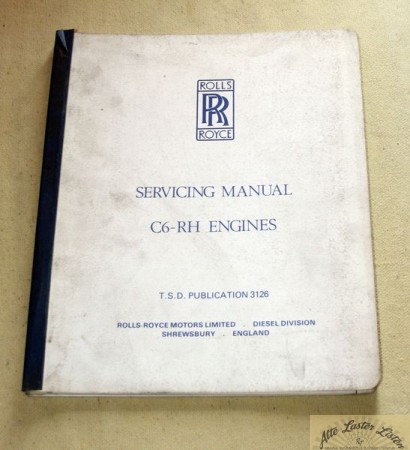 ROLLS
RR
ROYCE
SERVICING MANUAL
C6-RH ENGINES
T.S.D. PUBLICATION 3126
ROLLS-ROYCE MOTORS LIMITED . DIESEL DIVISION
SHREWSBURY . ENGLAND
Alte Laster Listen